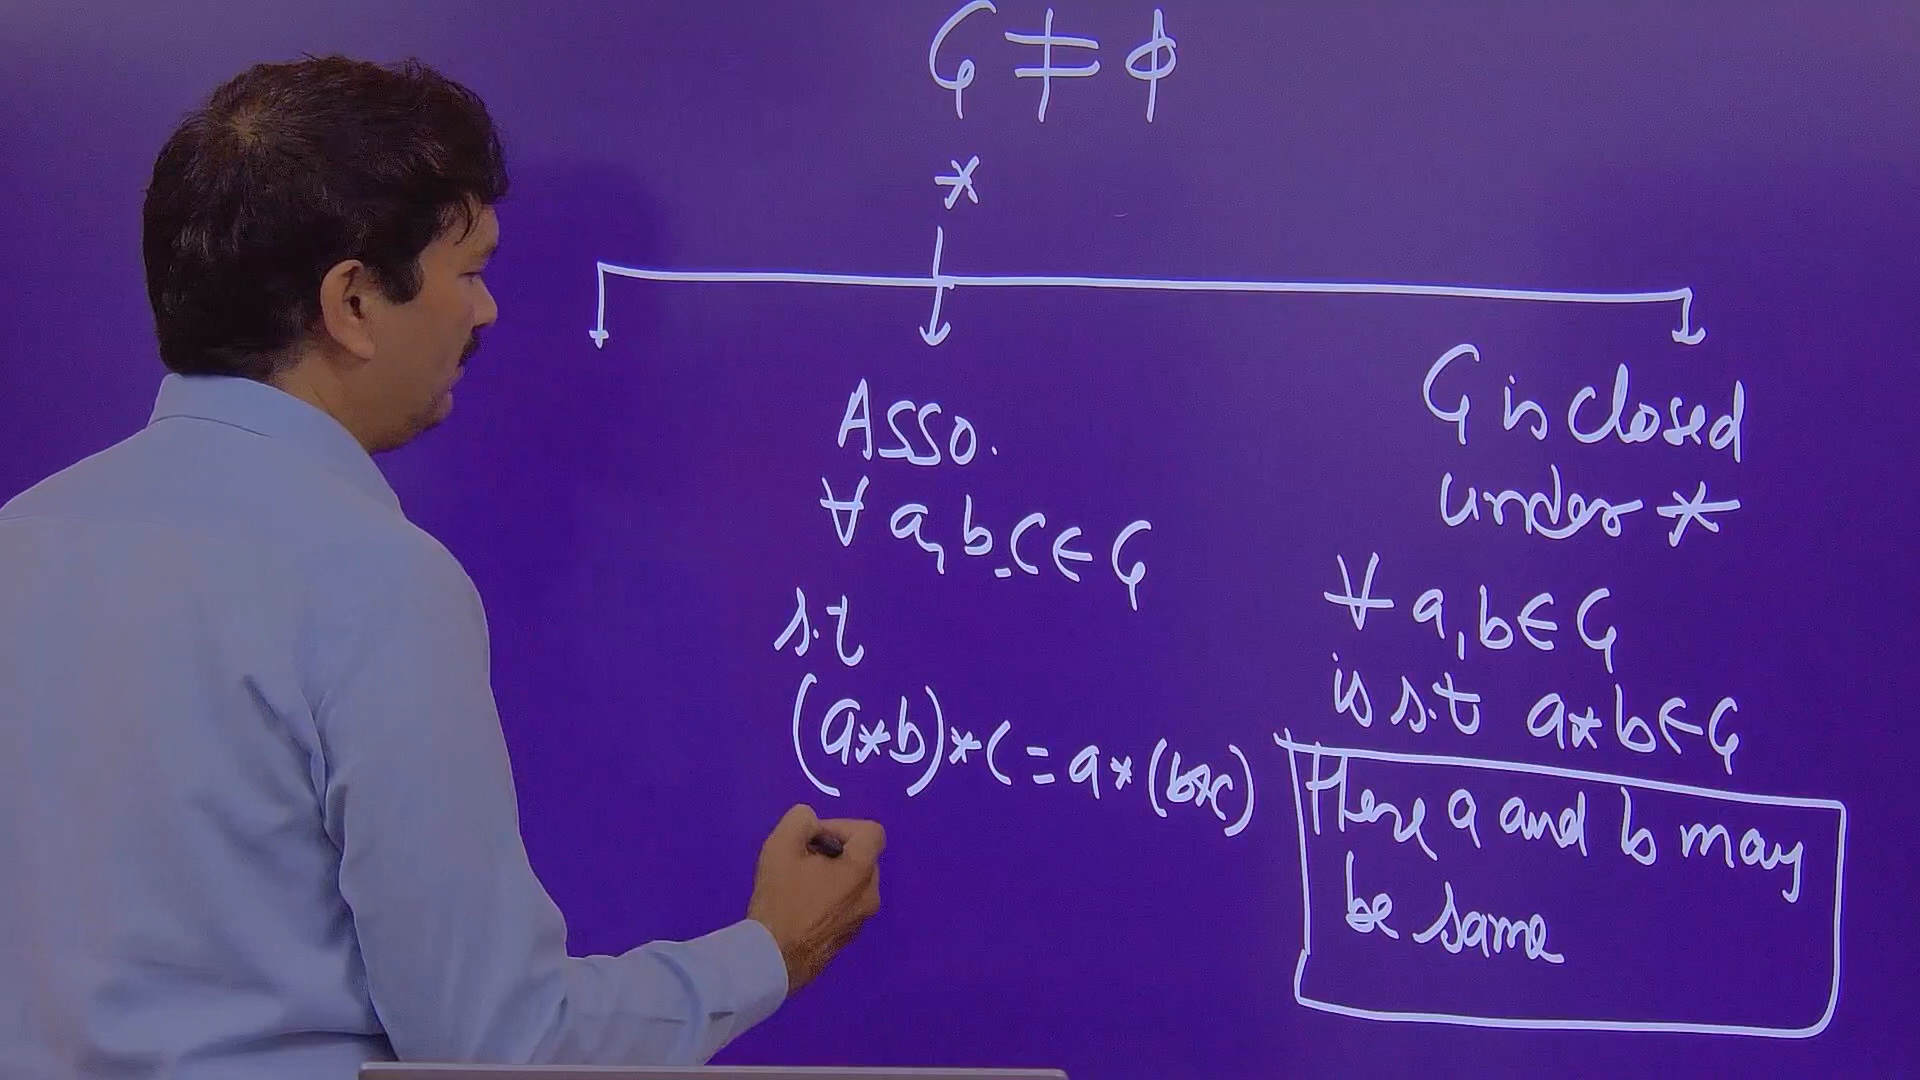 G ≠ ϕ
*
Asso.
∀ a, b, c ∈ G
s.t
(a*b)*c = a*(b*c)
G is closed
under *
∀ a, b ∈ G
is s.t a*b ∈ G
Here a and b may
be same